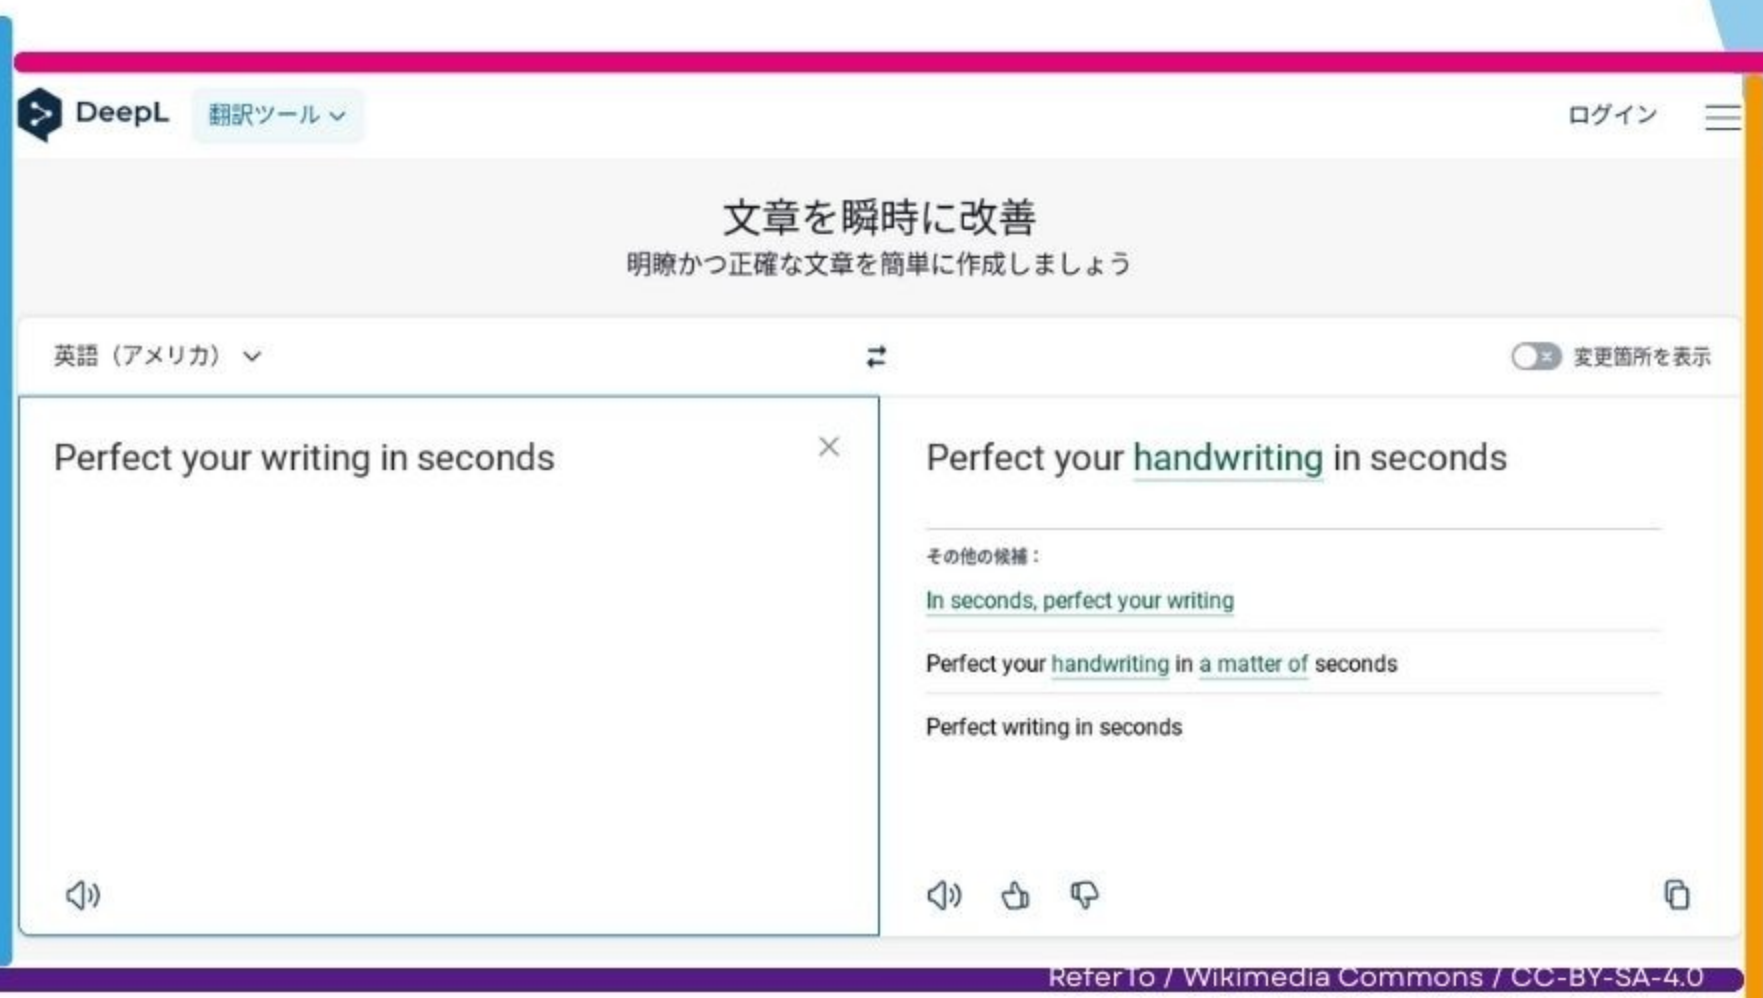 DeepL 翻訳ツール ログイン
文章を瞬時に改善
明瞭かつ正確な文章を簡単に作成しましょう
英語（アメリカ） 変更箇所を表示
Perfect your writing in seconds
Perfect your handwriting in seconds
その他の候補：
In seconds, perfect your writing
Perfect your handwriting in a matter of seconds
Perfect writing in seconds
ReferTo / Wikimedia Commons / CC-BY-SA-4.0